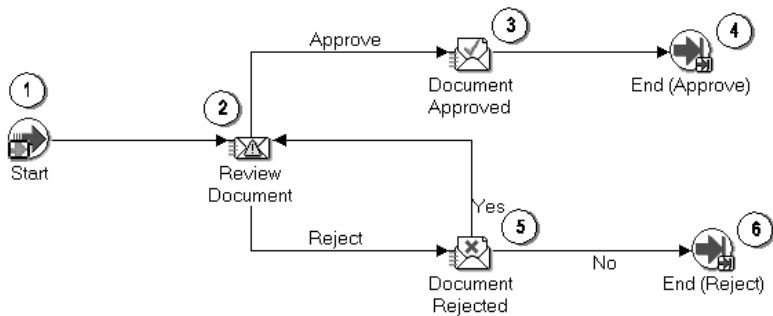 1
Start
2
Review
Document
Approve
3
Document
Approved
4
End (Approve)
Reject
Yes
5
Document
Rejected
No
6
End (Reject)